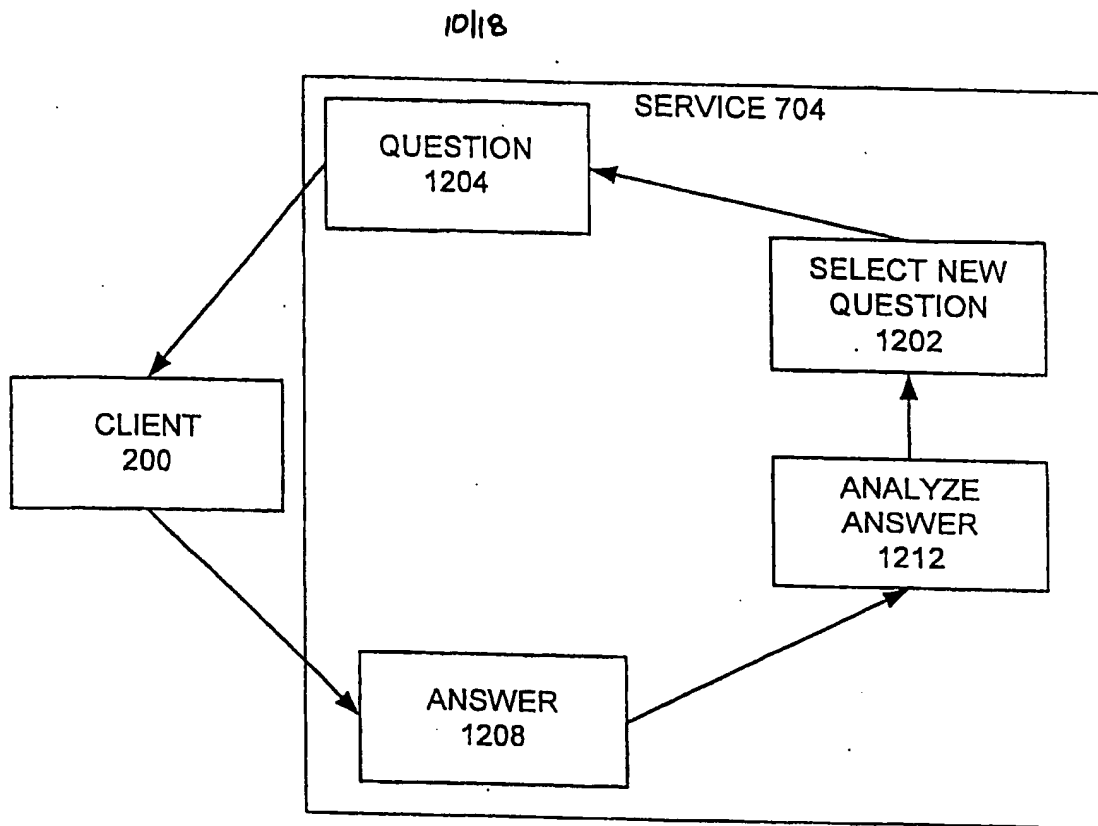 10/18
SERVICE 704
QUESTION
1204
SELECT NEW
QUESTION
1202
CLIENT
200
ANALYZE
ANSWER
1212
ANSWER
1208